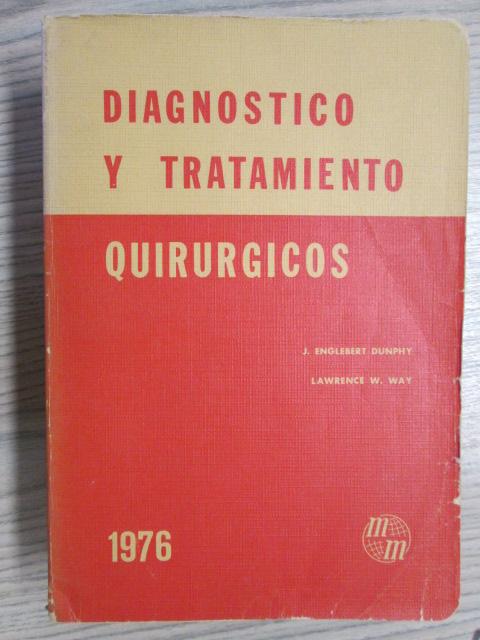 DIAGNOSTICO
Y TRATAMIENTO
QUIRURGICOS
J. ENGLEBERT DUNPHY
LAWRENCE W. WAY
1976
m
m